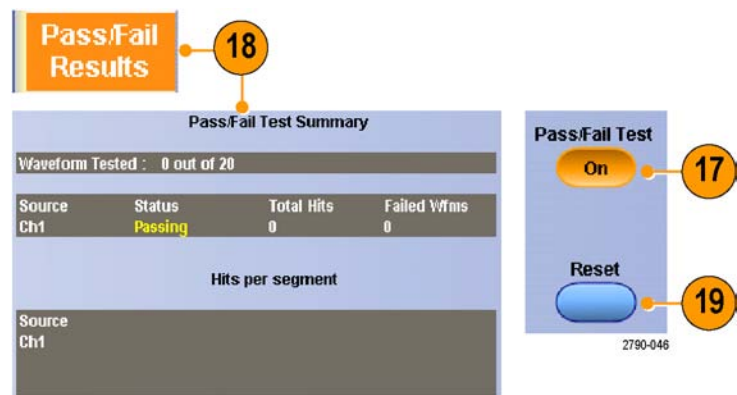 Pass/Fail
Results
18
Pass/Fail Test Summary
Waveform Tested : 0 out of 20
Source Status Total Hits Failed Wfms
Ch1 Passing 0 0
Hits per segment
Source
Ch1
Pass/Fail Test
On
17
Reset
19
2790-046